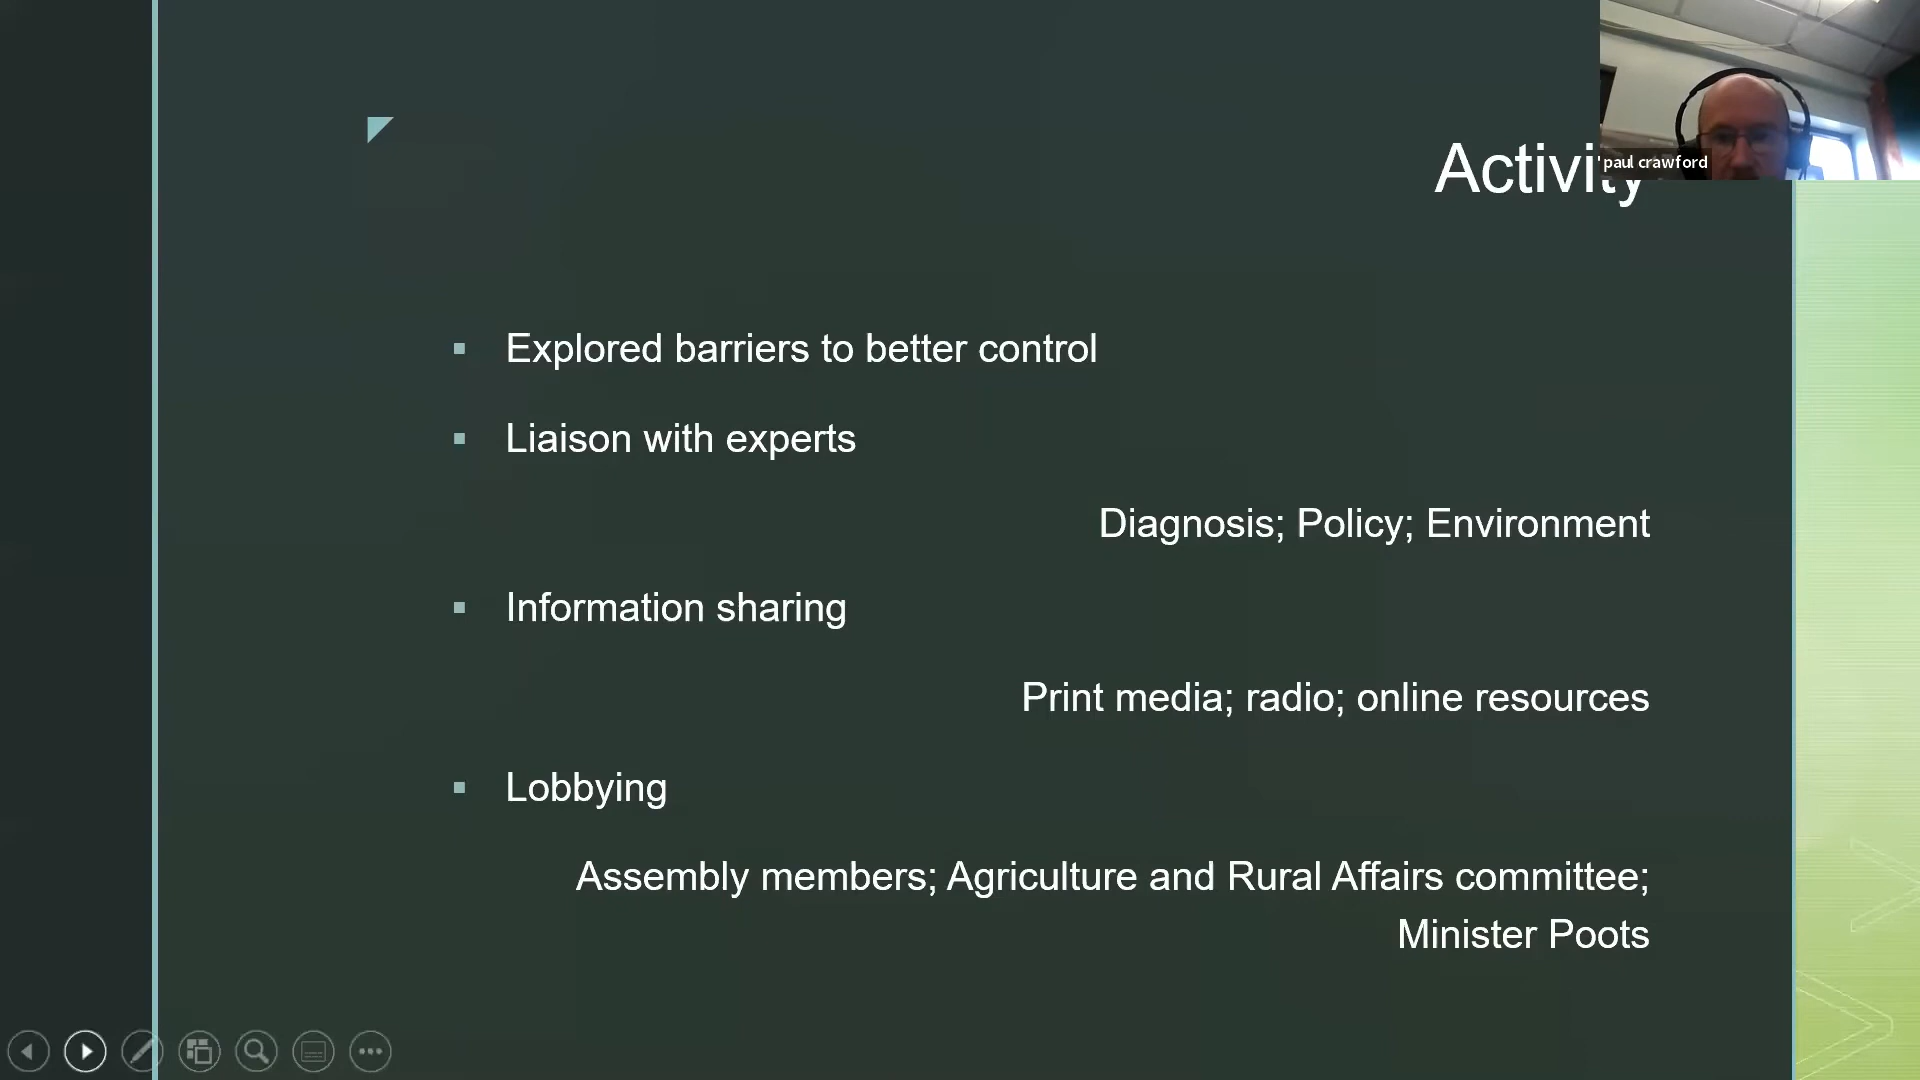 Activity
paul crawford
Explored barriers to better control
Liaison with experts
Diagnosis; Policy; Environment
Information sharing
Print media; radio; online resources
Lobbying
Assembly members; Agriculture and Rural Affairs committee;
Minister Poots